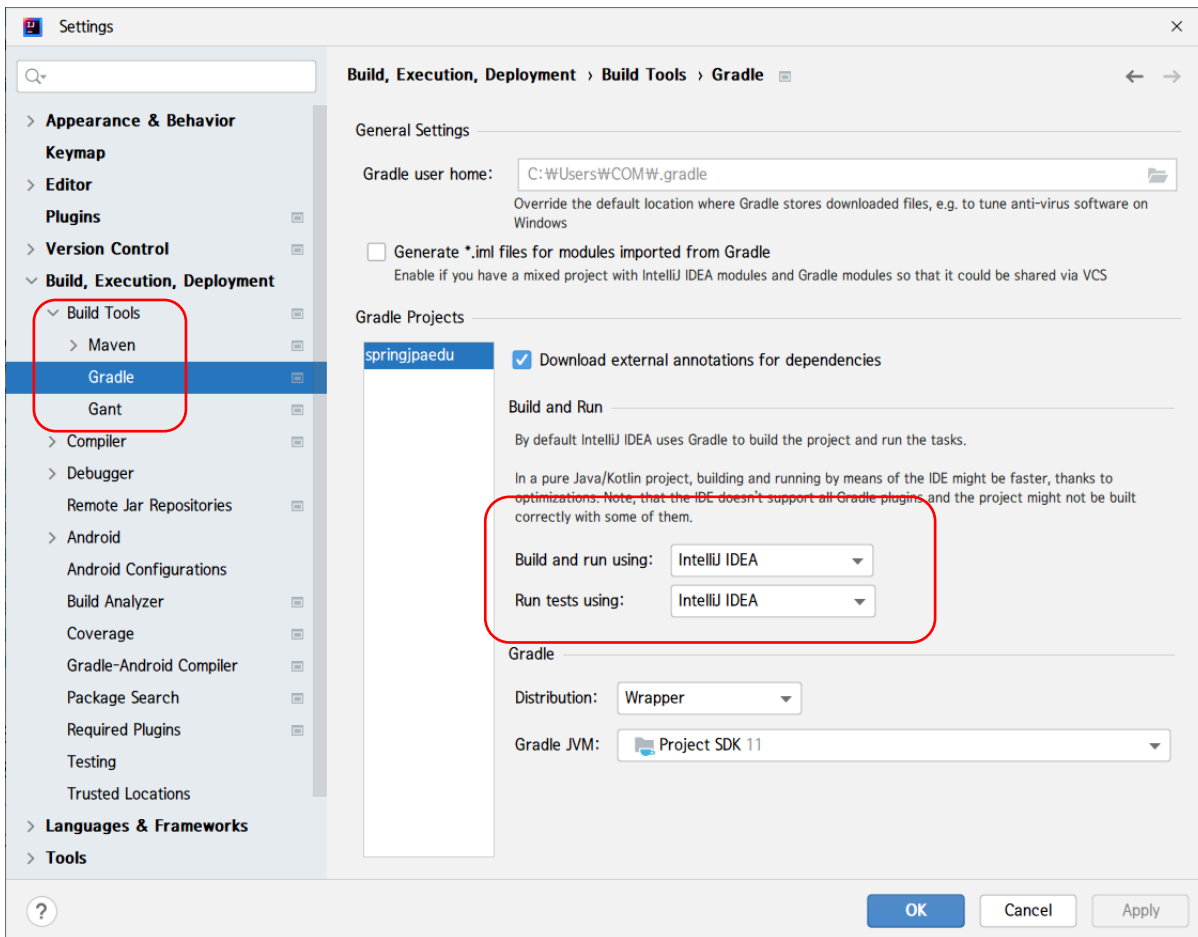 Settings
Appearance & Behavior
Keymap
Editor
Plugins
Version Control
Build, Execution, Deployment
Build Tools
Maven
Gradle
Gant
Compiler
Debugger
Remote Jar Repositories
Android
Android Configurations
Build Analyzer
Coverage
Gradle-Android Compiler
Package Search
Required Plugins
Testing
Trusted Locations
Languages & Frameworks
Tools
?
Build, Execution, Deployment › Build Tools › Gradle
General Settings
Gradle user home: C:₩Users₩COM₩.gradle
Override the default location where Gradle stores downloaded files, e.g. to tune anti-virus software on
Windows
Generate *.iml files for modules imported from Gradle
Enable if you have a mixed project with IntelliJ IDEA modules and Gradle modules so that it could be shared via VCS
Gradle Projects
springjpaedu
Download external annotations for dependencies
Build and Run
By default IntelliJ IDEA uses Gradle to build the project and run the tasks.
In a pure Java/Kotlin project, building and running by means of the IDE might be faster, thanks to
optimizations. Note, that the IDE doesn't support all Gradle plugins and the project might not be built
correctly with some of them.
Build and run using: IntelliJ IDEA
Run tests using: IntelliJ IDEA
Gradle
Distribution: Wrapper
Gradle JVM: Project SDK 11
OK
Cancel
Apply